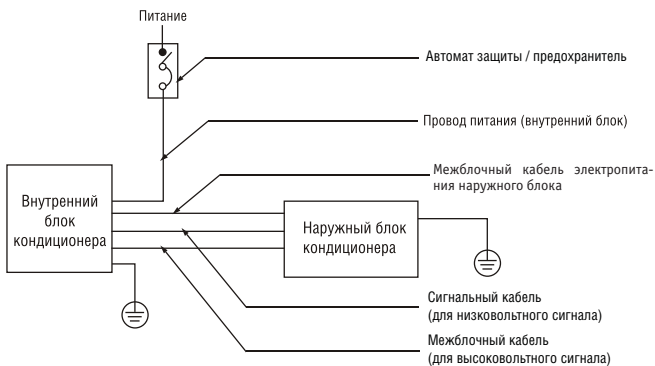 Питание
Автомат защиты / предохранитель
Провод питания (внутренний блок)
Межблочный кабель электропита-
ния наружного блока
Внутренний
блок
кондиционера
Наружный блок
кондиционера
Сигнальный кабель
(для низковольтного сигнала)
Межблочный кабель
(для высоковольтного сигнала)